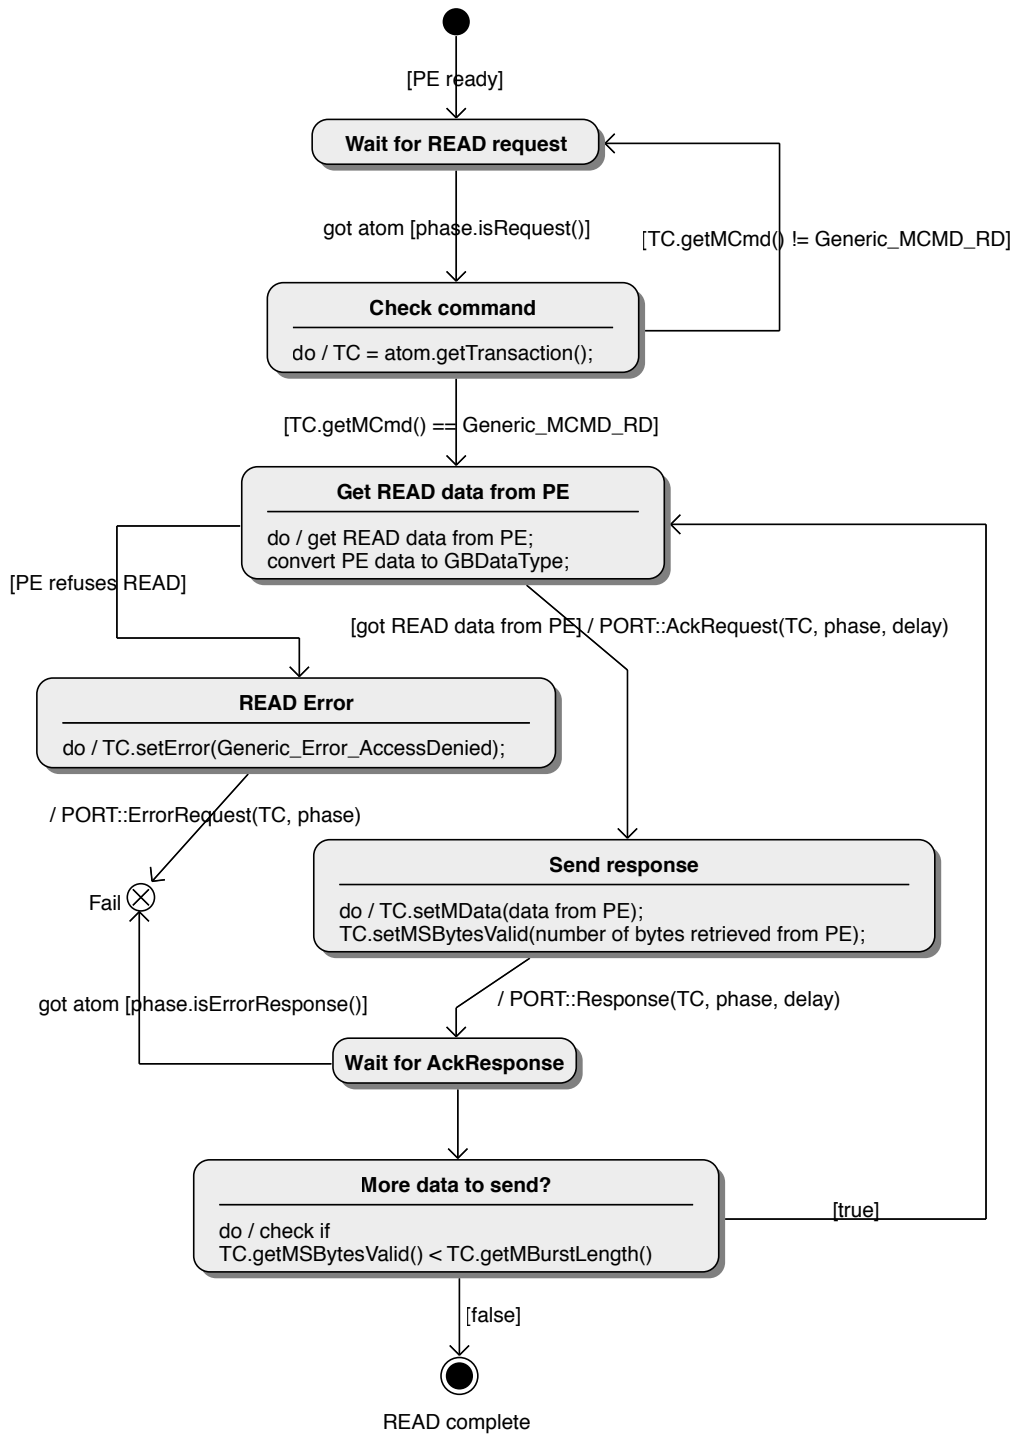 [PE ready]
Wait for READ request
got atom [phase.isRequest()]
[TC.getMCmd() != Generic_MCMD_RD]
Check command
do / TC = atom.getTransaction();
[TC.getMCmd() == Generic_MCMD_RD]
Get READ data from PE
do / get READ data from PE;
convert PE data to GBDataType;
[PE refuses READ]
[got READ data from PE] / PORT::AckRequest(TC, phase, delay)
READ Error
do / TC.setError(Generic_Error_AccessDenied);
/ PORT::ErrorRequest(TC, phase)
Send response
do / TC.setMData(data from PE);
TC.setMSBytesValid(number of bytes retrieved from PE);
Fail
/ PORT::Response(TC, phase, delay)
got atom [phase.isErrorResponse()]
Wait for AckResponse
More data to send?
do / check if
TC.getMSBytesValid() < TC.getMBurstLength()
[true]
[false]
READ complete